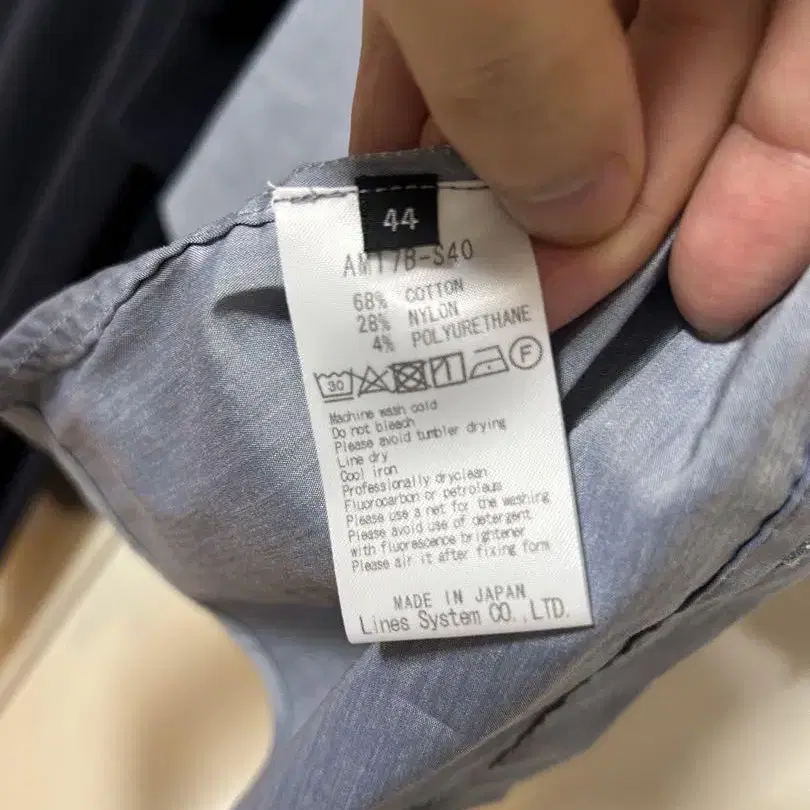 44
AM17B-S40
68% COTTON
28% NYLON
4% POLYURETHANE
30 F
Machine wash cold
Do not bleach
Please avoid tumbler drying
Line dry
Cool iron
Professionally dryclean
Fluorocarbon or petroleum
Please use a net for the washing
Please avoid use of detergent
with fluorescence brightener
Please air it after fixing form
MADE IN JAPAN
Lines System CO.,LTD.